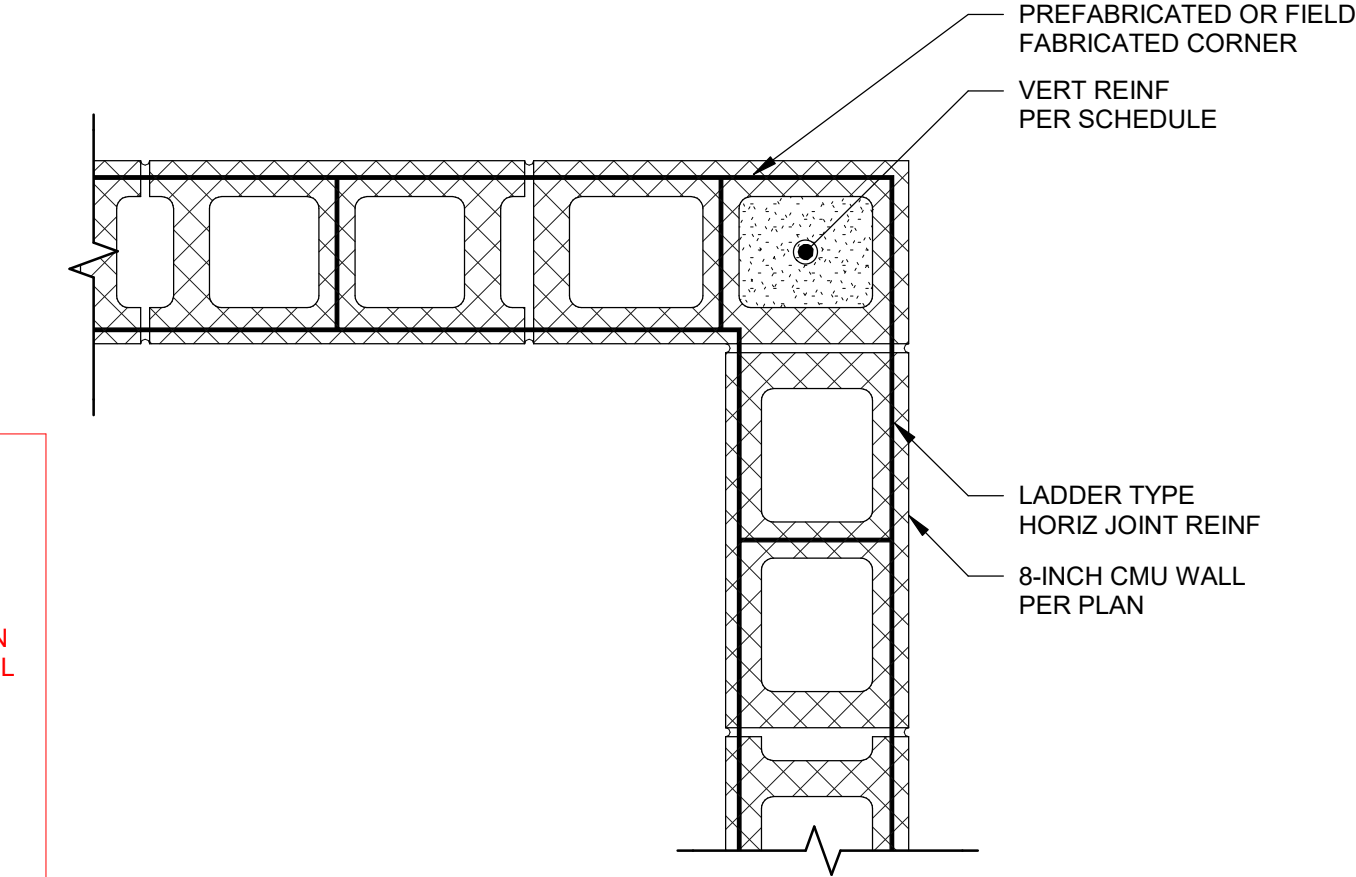 PREFABRICATED OR FIELD
FABRICATED CORNER
VERT REINF
PER SCHEDULE
LADDER TYPE
HORIZ JOINT REINF
8-INCH CMU WALL
PER PLAN